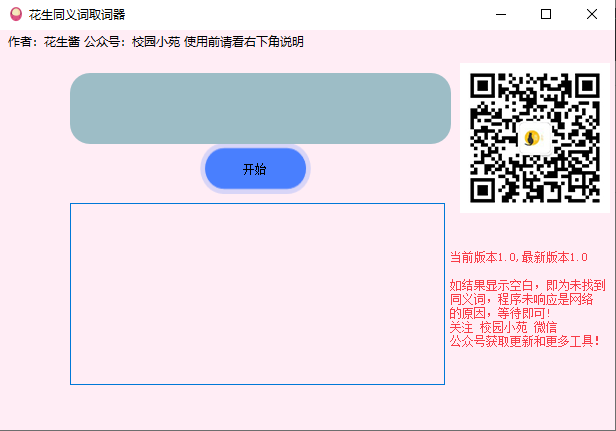 花生同义词取词器
作者：花生酱 公众号：校园小苑 使用前请看右下角说明
开始
当前版本1.0,最新版本1.0
如结果显示空白，即为未找到
同义词，程序未响应是网络
的原因，等待即可!
关注 校园小苑 微信
公众号获取更新和更多工具!